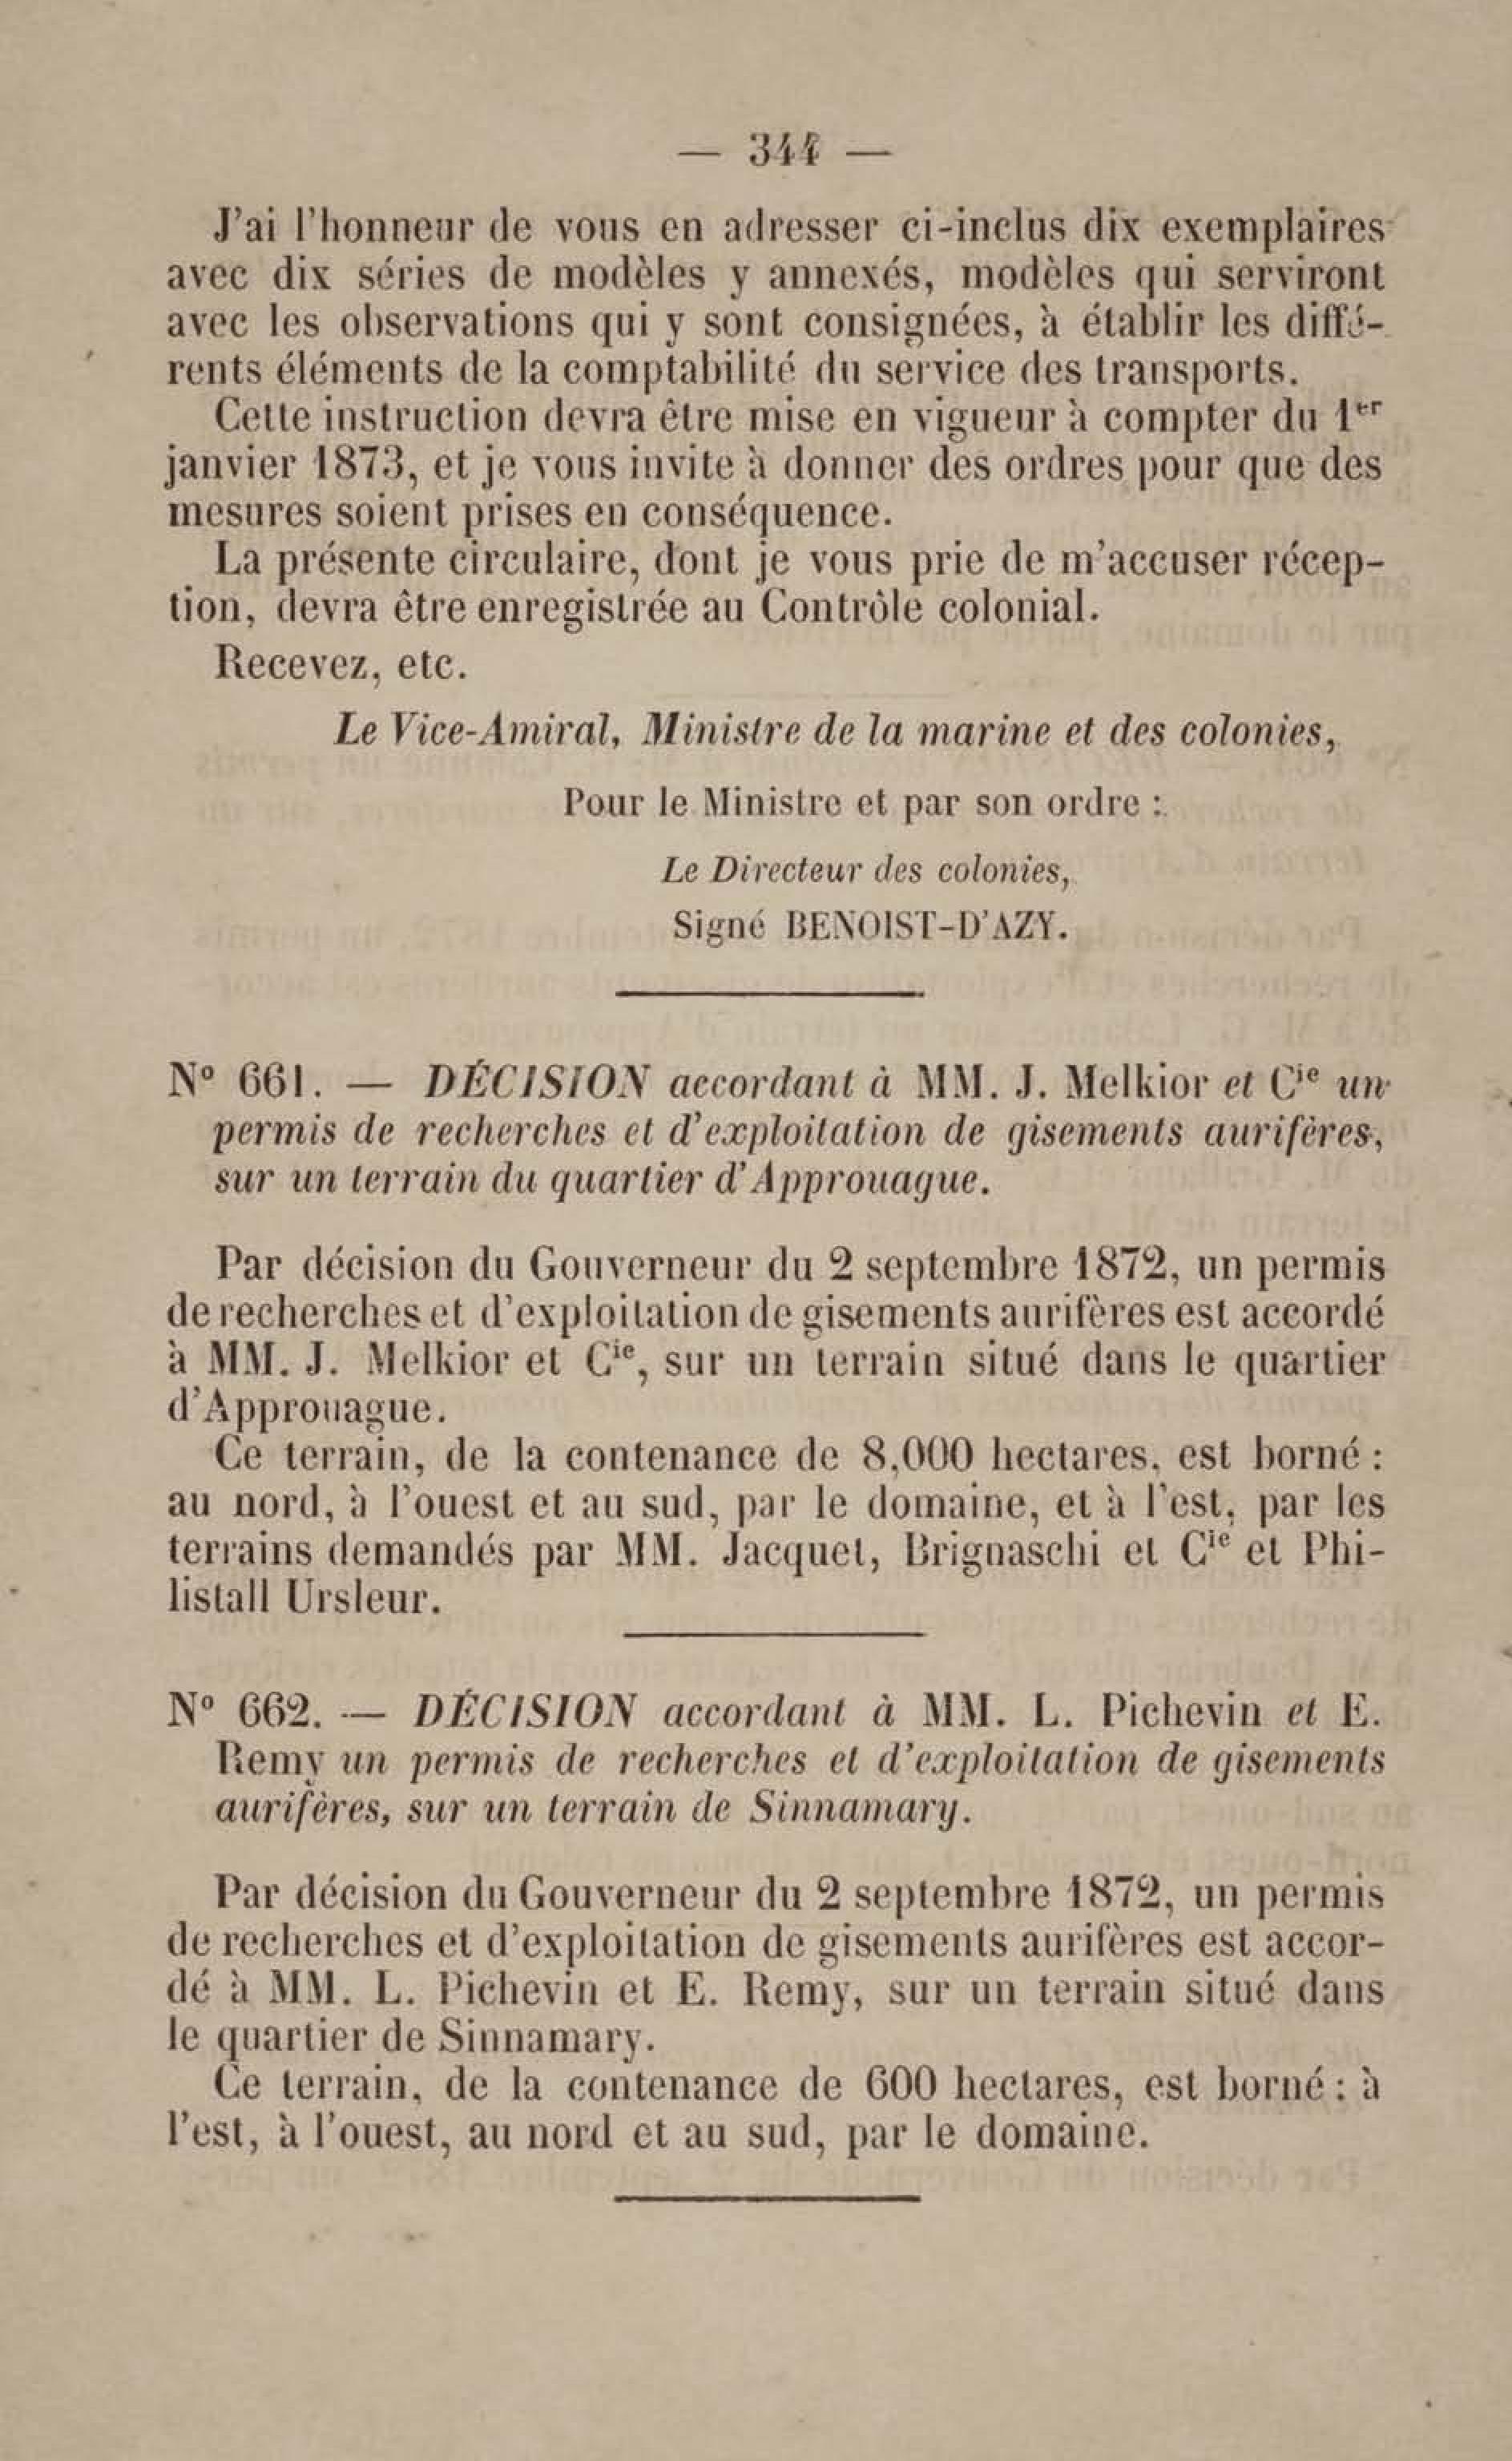 — 344 —
J'ai l'honneur de vous en adresser ci-inclus dix exemplaires
avec dix séries de modèles y annexés, modèles qui serviront
avec les observations qui y sont consignées, à établir les diffé-
rents éléments de la comptabilité du service des transports.
Cette instruction devra être mise en vigueur à compter du 1er
janvier 1873, et je vous invite à donner des ordres pour que des
mesures soient prises en conséquence.
La présente circulaire, dont je vous prie de m'accuser récep-
tion, devra être enregistrée au Contrôle colonial.
Recevez, etc.
Le Vice-Amiral, Ministre de la marine et des colonies,
Pour le Ministre et par son ordre :
Le Directeur des colonies,
Signé BENOIST-D'AZY.
N° 661. — DÉCISION accordant à MM. J. Melkior et Cie un
permis de recherches et d'exploitation de gisements aurifères,
sur un terrain du quartier d'Approuague.
Par décision du Gouverneur du 2 septembre 1872, un permis
de recherches et d'exploitation de gisements aurifères est accordé
à MM. J. Melkior et Cie, sur un terrain situé dans le quartier
d'Approuague.
Ce terrain, de la contenance de 8,000 hectares, est borné :
au nord, à l'ouest et au sud, par le domaine, et à l'est, par les
terrains demandés par MM. Jacquet, Brignaschi et Cie et Phi-
listall Ursleur.
N° 662. — DÉCISION accordant à MM. L. Pichevin et E.
Remy un permis de recherches et d'exploitation de gisements
aurifères, sur un terrain de Sinnamary.
Par décision du Gouverneur du 2 septembre 1872, un permis
de recherches et d'exploitation de gisements aurifères est accor-
dé à MM. L. Pichevin et E. Remy, sur un terrain situé dans
le quartier de Sinnamary.
Ce terrain, de la contenance de 600 hectares, est borné : à
l'est, à l'ouest, au nord et au sud, par le domaine.